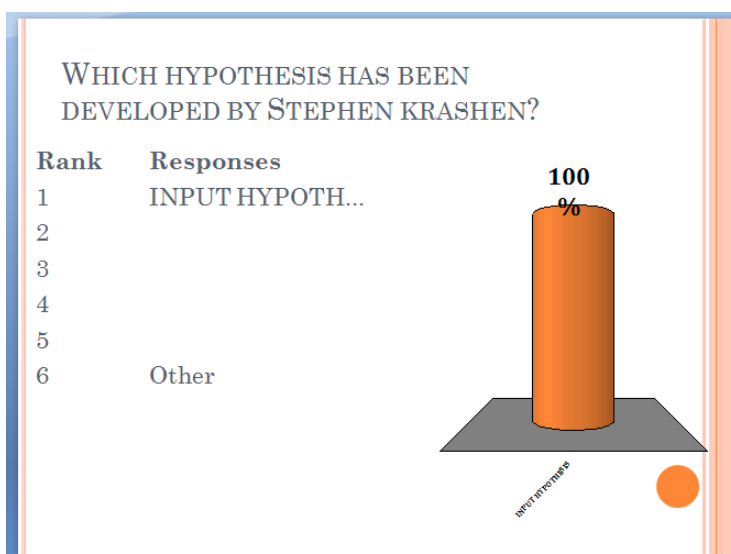 WHICH HYPOTHESIS HAS BEEN
DEVELOPED BY STEPHEN KRASHEN?
Rank Responses
1 INPUT HYPOTH...
2
3
4
5
6 Other
100
%
INPUT HYPOTHESIS